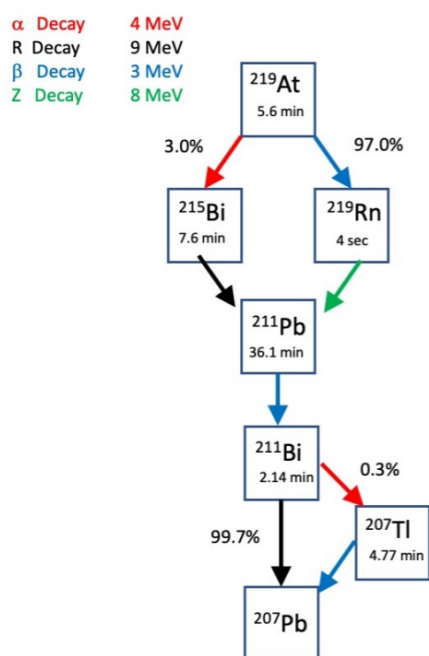 α Decay 4 MeV
R Decay 9 MeV
β Decay 3 MeV
Z Decay 8 MeV
²¹⁹At
5.6 min
3.0%
97.0%
²¹⁵Bi
7.6 min
²¹⁹Rn
4 sec
²¹¹Pb
36.1 min
²¹¹Bi
2.14 min
0.3%
99.7%
²⁰⁷Tl
4.77 min
²⁰⁷Pb